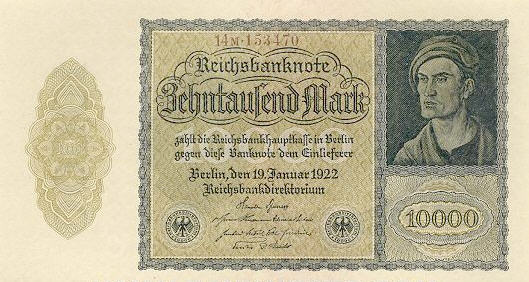 14M·153470
Reichsbanknote
Zehntausend Mark
zahlt die Reichsbankhauptkasse in Berlin
gegen diese Banknote dem Einlieferer
Berlin, den 19. Januar 1922
Reichsbankdirektorium
10000